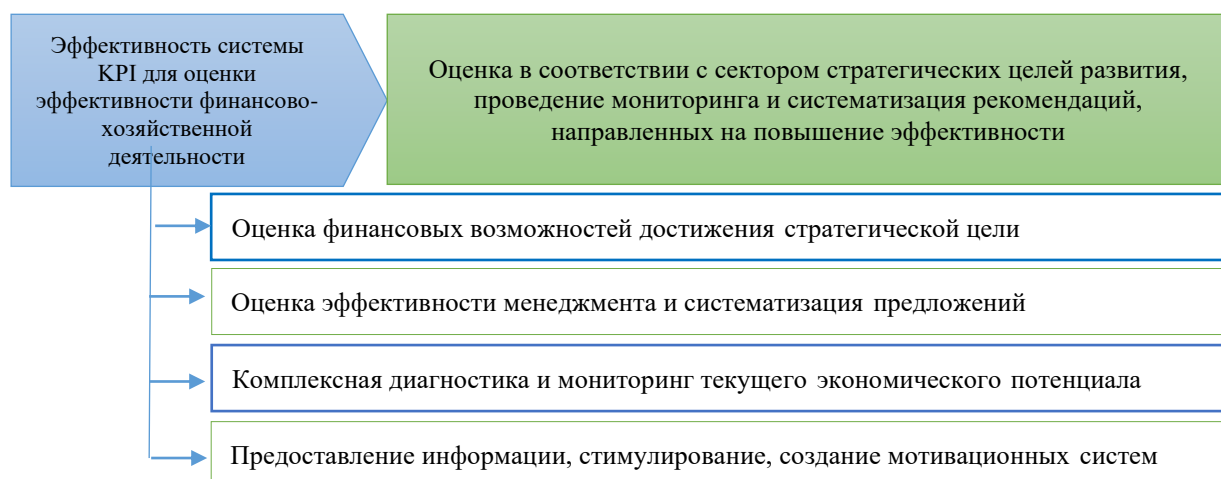 Эффективность системы
KPI для оценки
эффективности финансово-
хозяйственной
деятельности
Оценка в соответствии с сектором стратегических целей развития,
проведение мониторинга и систематизация рекомендаций,
направленных на повышение эффективности
Оценка финансовых возможностей достижения стратегической цели
Оценка эффективности менеджмента и систематизация предложений
Комплексная диагностика и мониторинг текущего экономического потенциала
Предоставление информации, стимулирование, создание мотивационных систем